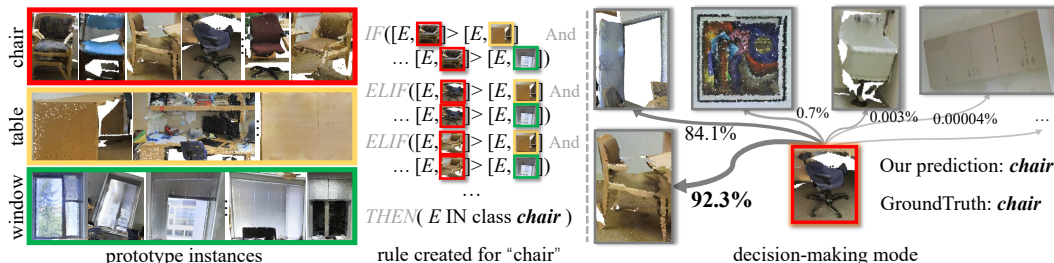 chair
table
window
prototype instances
IF([E, ]> [E, ] And
... [E, ]> [E, ])
ELIF([E, ]> [E, ] And
... [E, ]> [E, ])
ELIF([E, ]> [E, ] And
... [E, ]> [E, ])
...
THEN( E IN class chair )
rule created for “chair”
84.1%
0.7%
0.003%
0.00004%
...
92.3%
Our prediction: chair
GroundTruth: chair
decision-making mode